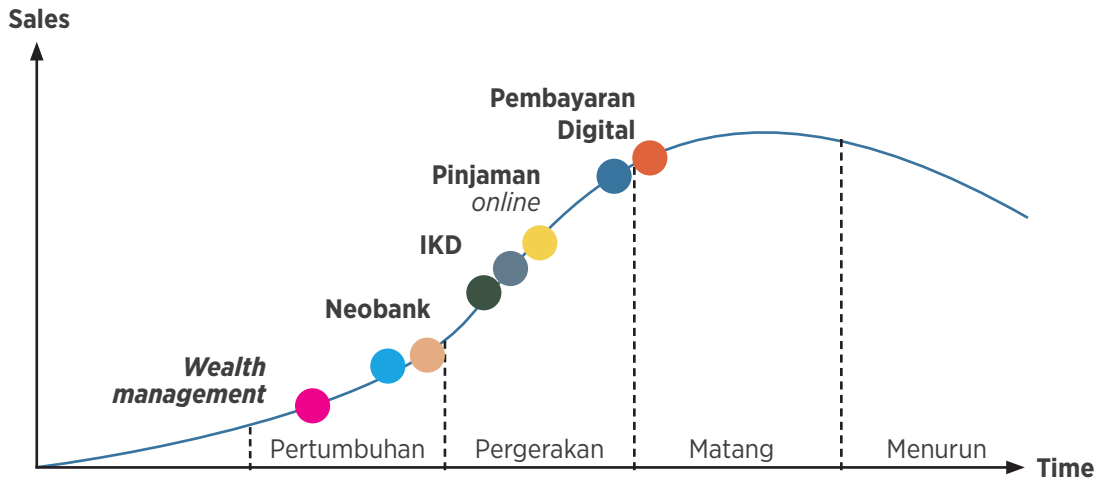 Sales
Pembayaran
Digital
Pinjaman
online
IKD
Neobank
Wealth
management
Pertumbuhan
Pergerakan
Matang
Menurun
Time